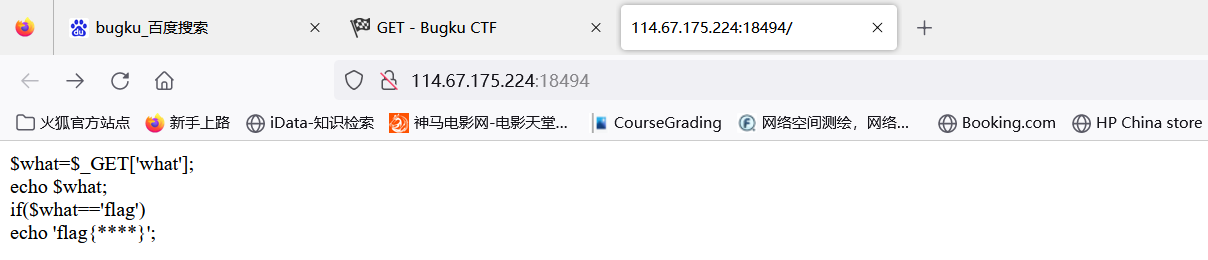 bugku_百度搜索
GET - Bugku CTF
114.67.175.224:18494/
114.67.175.224:18494
火狐官方站点 新手上路 iData-知识检索 神马电影网-电影天堂... CourseGrading 网络空间测绘，网络... Booking.com HP China store
$what=$_GET['what'];
echo $what;
if($what=='flag')
echo 'flag{****}';